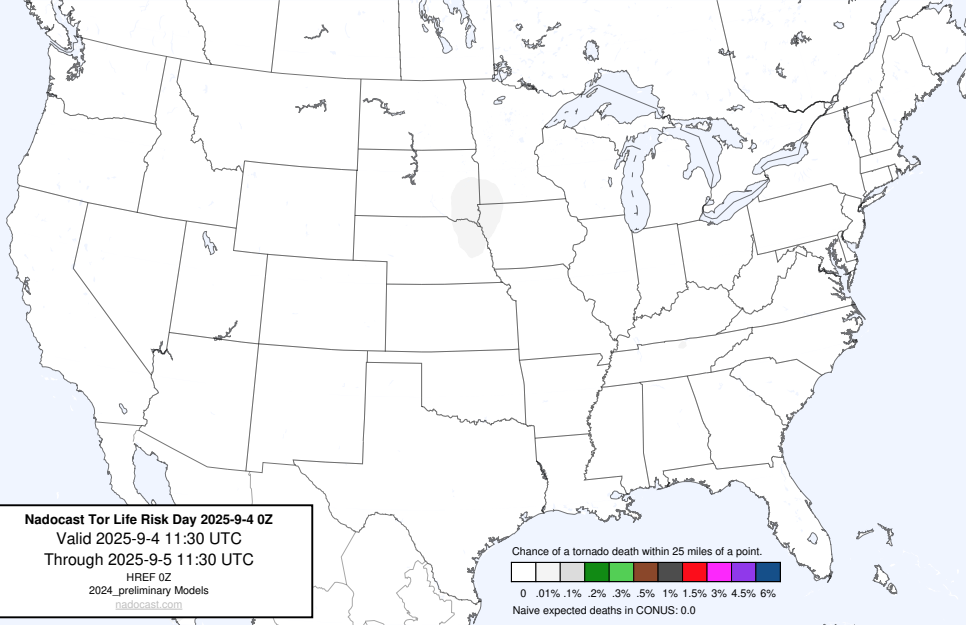 Nadocast Tor Life Risk Day 2025-9-4 0Z
Valid 2025-9-4 11:30 UTC
Through 2025-9-5 11:30 UTC
HREF 0Z
2024_preliminary Models
nadocast.com
Chance of a tornado death within 25 miles of a point.
0 .01% .1% .2% .3% .5% 1% 1.5% 3% 4.5% 6%
Naive expected deaths in CONUS: 0.0